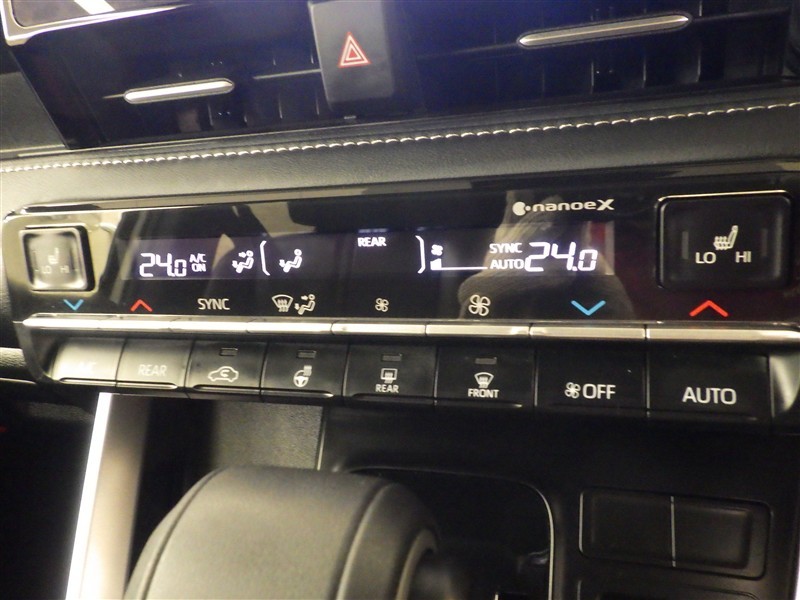 nanoeX
REAR
24.0 A/C ON
SYNC
AUTO 24.0
LO HI
LO HI
SYNC
REAR
REAR
FRONT
OFF
AUTO